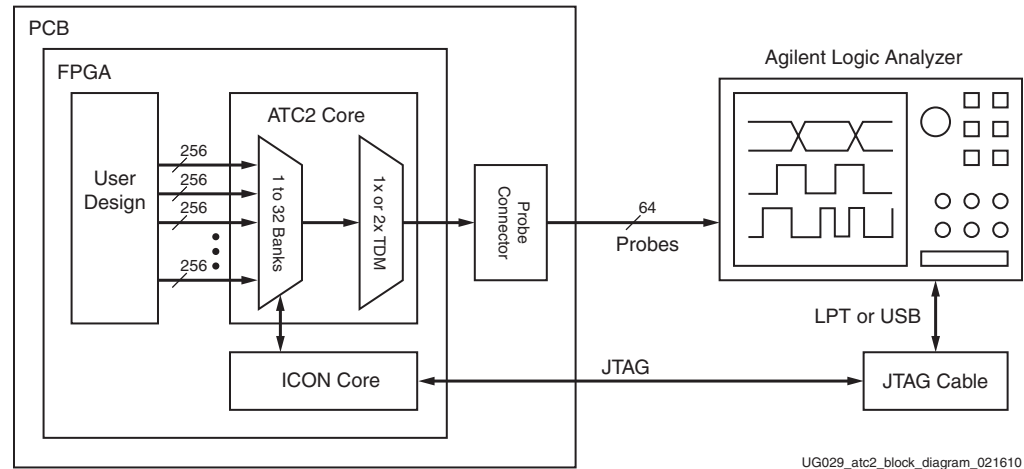 PCB
FPGA
Agilent Logic Analyzer
ATC2 Core
User
Design
256
256
256
256
1 to 32 Banks
1x or 2x TDM
Probe
Connector
64
Probes
LPT or USB
ICON Core
JTAG
JTAG Cable
UG029_atc2_block_diagram_021610